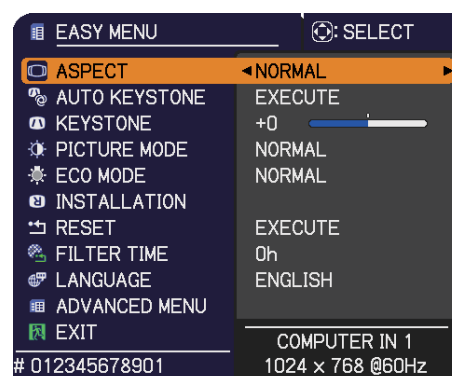 EASY MENU : SELECT
ASPECT NORMAL
AUTO KEYSTONE EXECUTE
KEYSTONE +0
PICTURE MODE NORMAL
ECO MODE NORMAL
INSTALLATION
RESET EXECUTE
FILTER TIME 0h
LANGUAGE ENGLISH
ADVANCED MENU
EXIT
COMPUTER IN 1
# 012345678901 1024 x 768 @60Hz